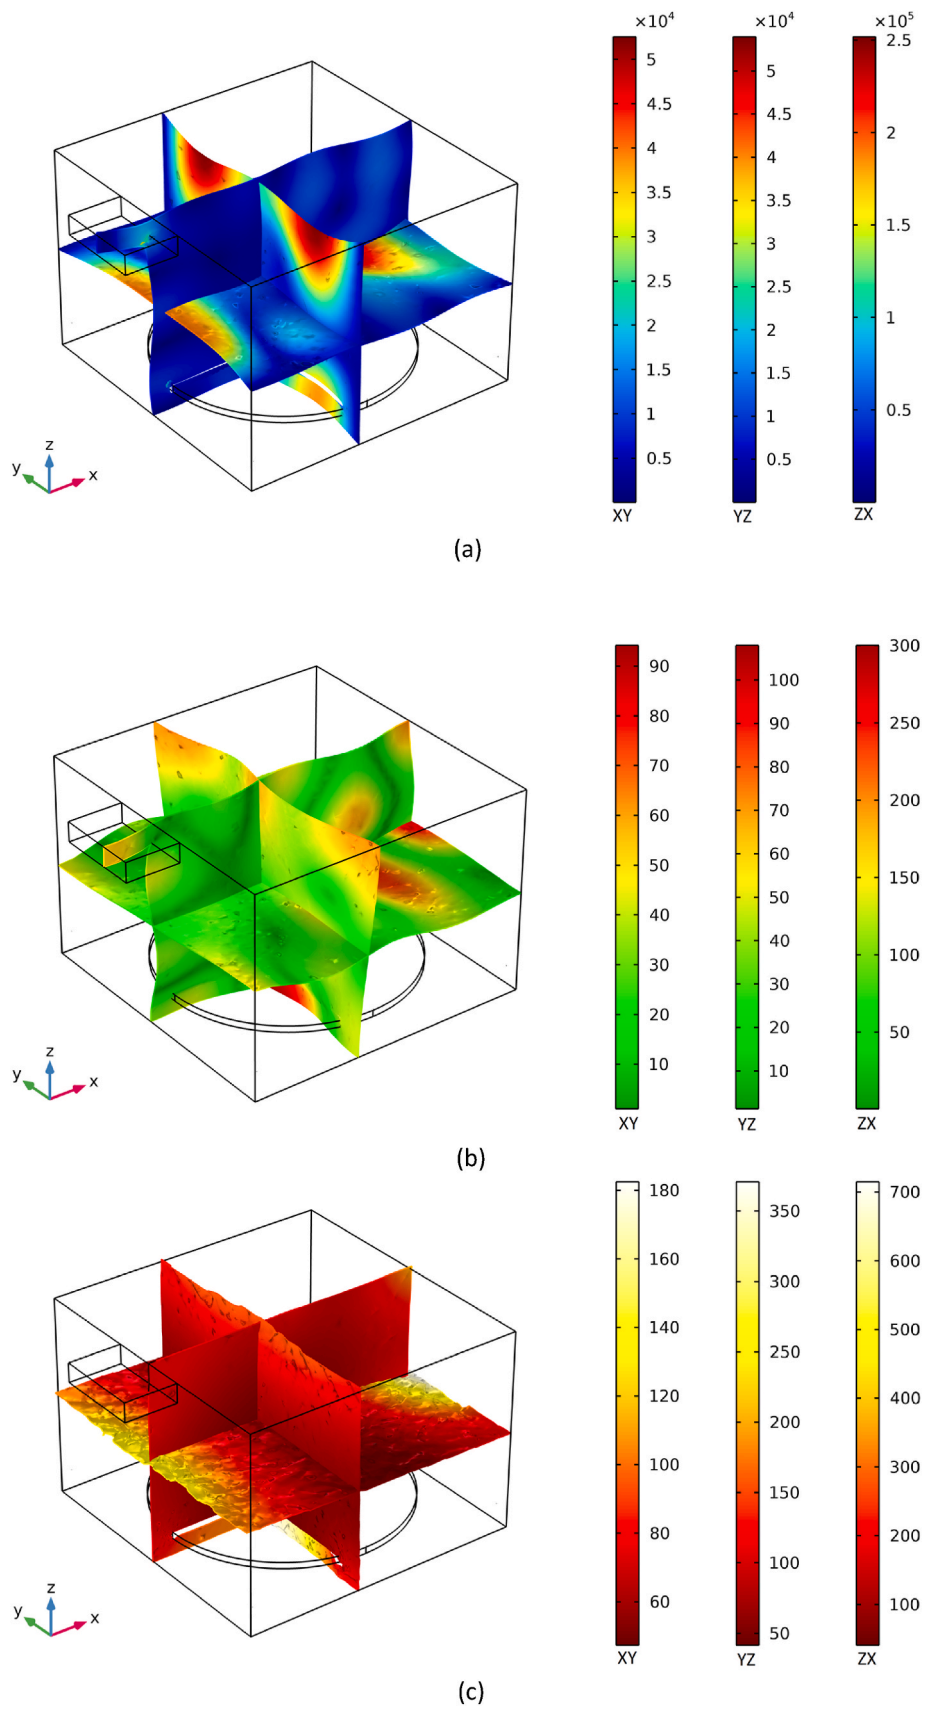 ×10⁴ ×10⁴ ×10⁵
5 5 2.5
4.5 4.5 2
4 4 1.5
3.5 3.5 1
3 3 0.5
2.5 2.5
2 2
1.5 1.5
1 1
0.5 0.5
z
y x
XY YZ ZX
(a)
90 100 300
80 90 250
70 80 200
60 70 150
50 60 100
40 50 50
30 40
20 30
10 20
10
z
y x
XY YZ ZX
(b)
180 350 700
160 300 600
140 250 500
120 200 400
100 150 300
80 100 200
60 50 100
z
y x
XY YZ ZX
(c)